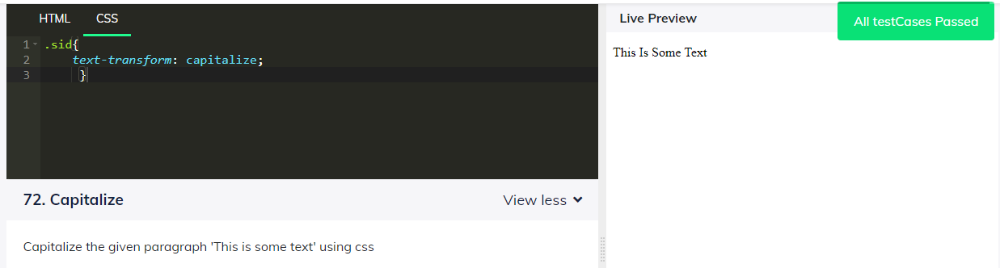 HTML CSS
1 .sid{
2 text-transform: capitalize;
3 }
72. Capitalize
View less
Capitalize the given paragraph 'This is some text' using css
Live Preview
All testCases Passed
This Is Some Text